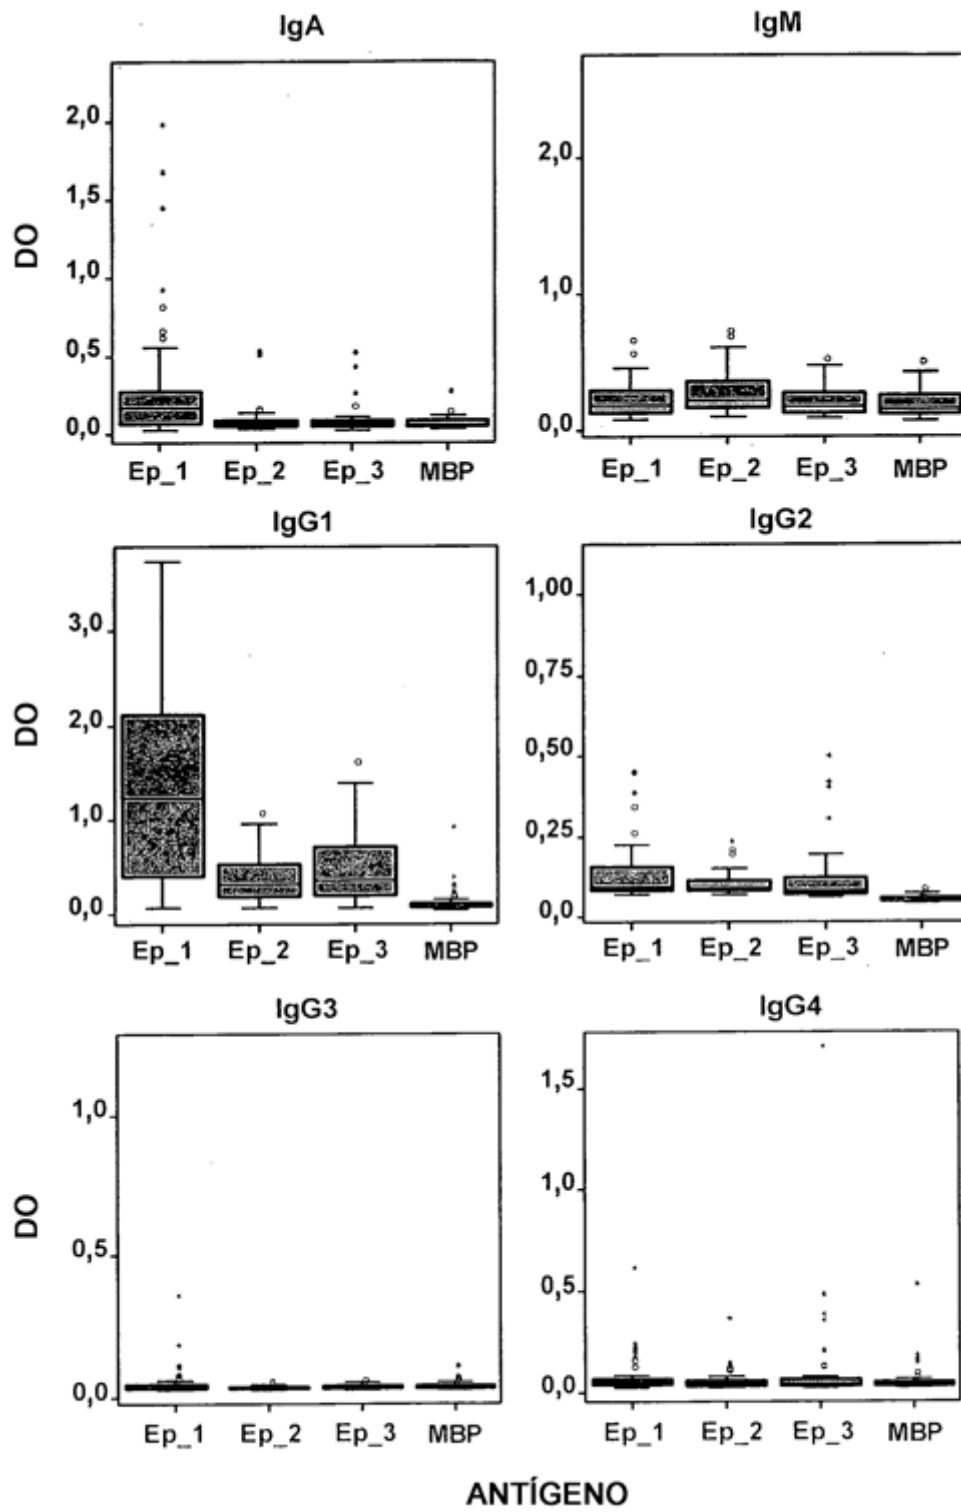 IgA
2,0
1,5
1,0
0,5
0,0
DO
Ep_1 Ep_2 Ep_3 MBP
IgM
2,0
1,0
0,0
Ep_1 Ep_2 Ep_3 MBP
IgG1
3,0
2,0
1,0
0,0
DO
Ep_1 Ep_2 Ep_3 MBP
IgG2
1,00
0,75
0,50
0,25
0,0
Ep_1 Ep_2 Ep_3 MBP
IgG3
1,0
0,5
0,0
DO
Ep_1 Ep_2 Ep_3 MBP
IgG4
1,5
1,0
0,5
0,0
Ep_1 Ep_2 Ep_3 MBP
ANTÍGENO